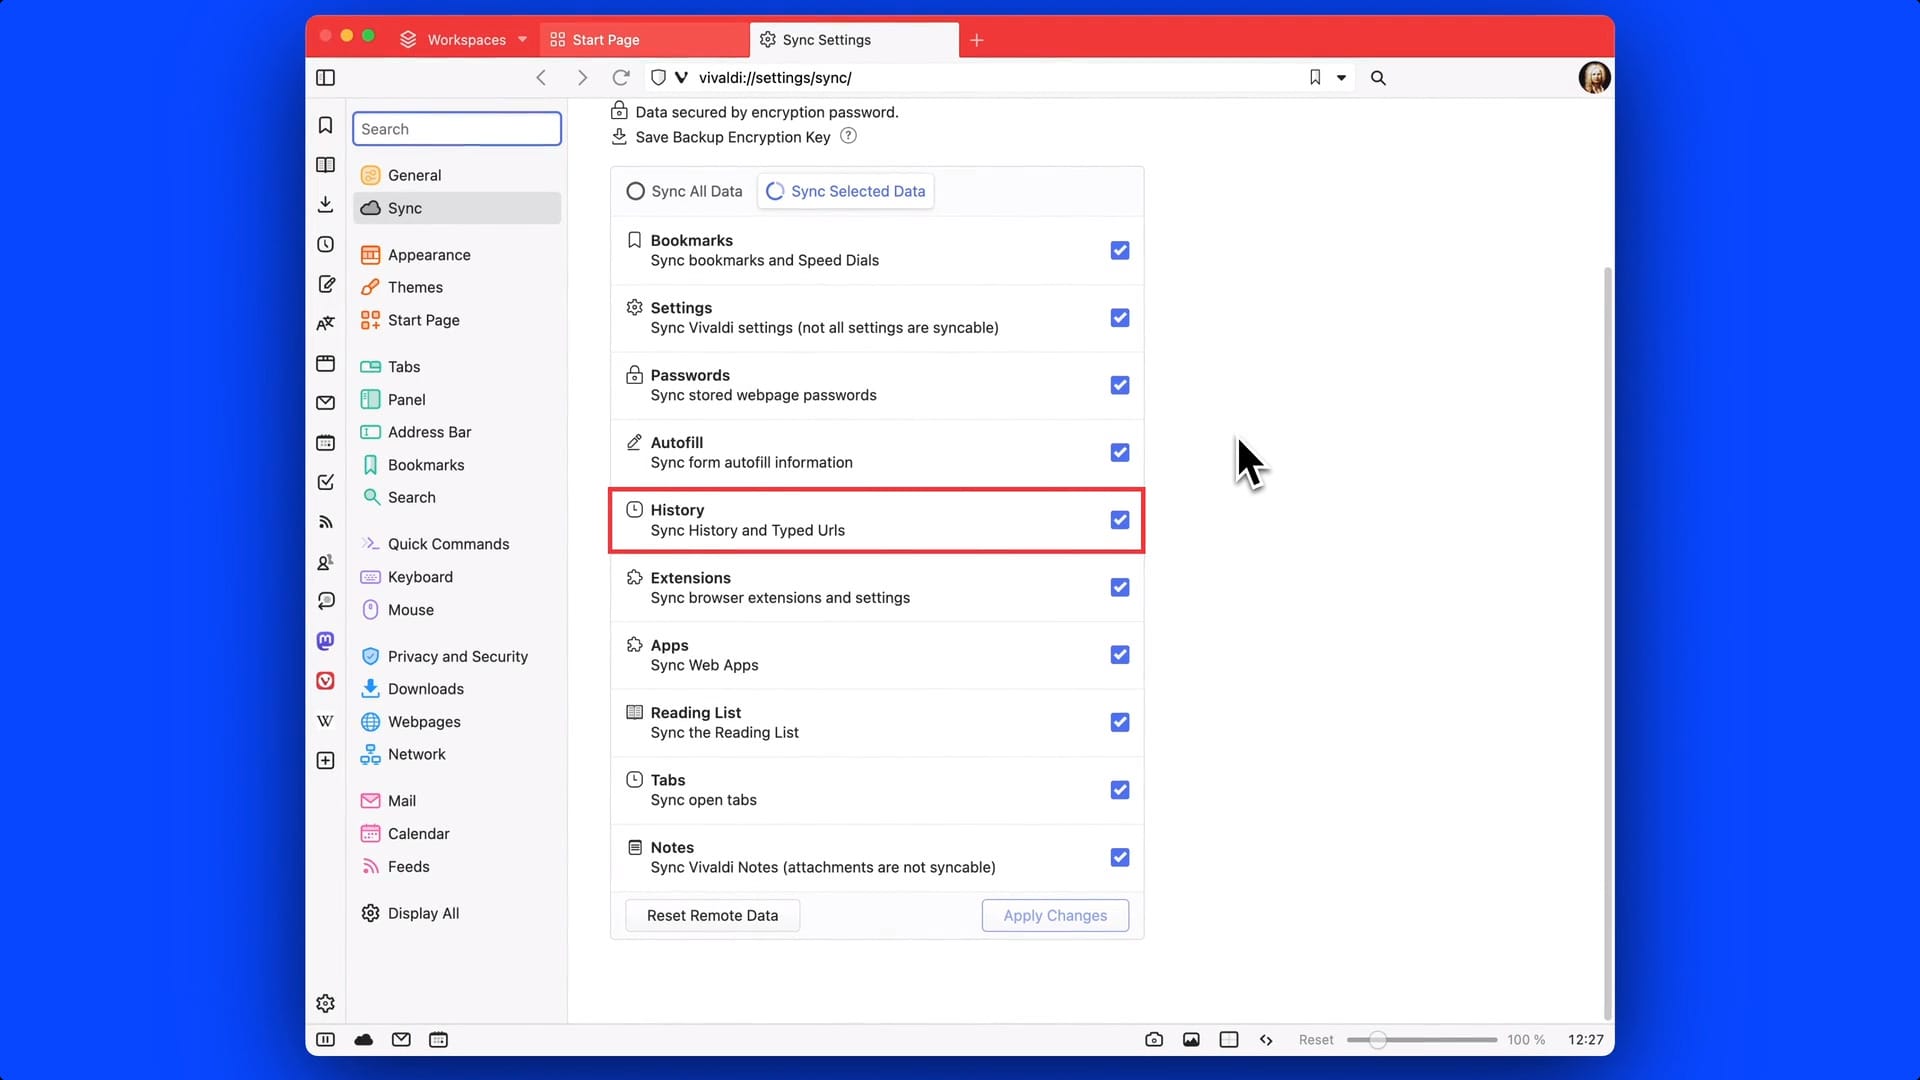 Workspaces
Start Page
Sync Settings
vivaldi://settings/sync/
Search
General
Sync
Appearance
Themes
Start Page
Tabs
Panel
Address Bar
Bookmarks
Search
Quick Commands
Keyboard
Mouse
Privacy and Security
Downloads
Webpages
Network
Mail
Calendar
Feeds
Display All
Data secured by encryption password.
Save Backup Encryption Key
Sync All Data
Sync Selected Data
Bookmarks
Sync bookmarks and Speed Dials
Settings
Sync Vivaldi settings (not all settings are syncable)
Passwords
Sync stored webpage passwords
Autofill
Sync form autofill information
History
Sync History and Typed Urls
Extensions
Sync browser extensions and settings
Apps
Sync Web Apps
Reading List
Sync the Reading List
Tabs
Sync open tabs
Notes
Sync Vivaldi Notes (attachments are not syncable)
Reset Remote Data
Apply Changes
Reset
100 %
12:27